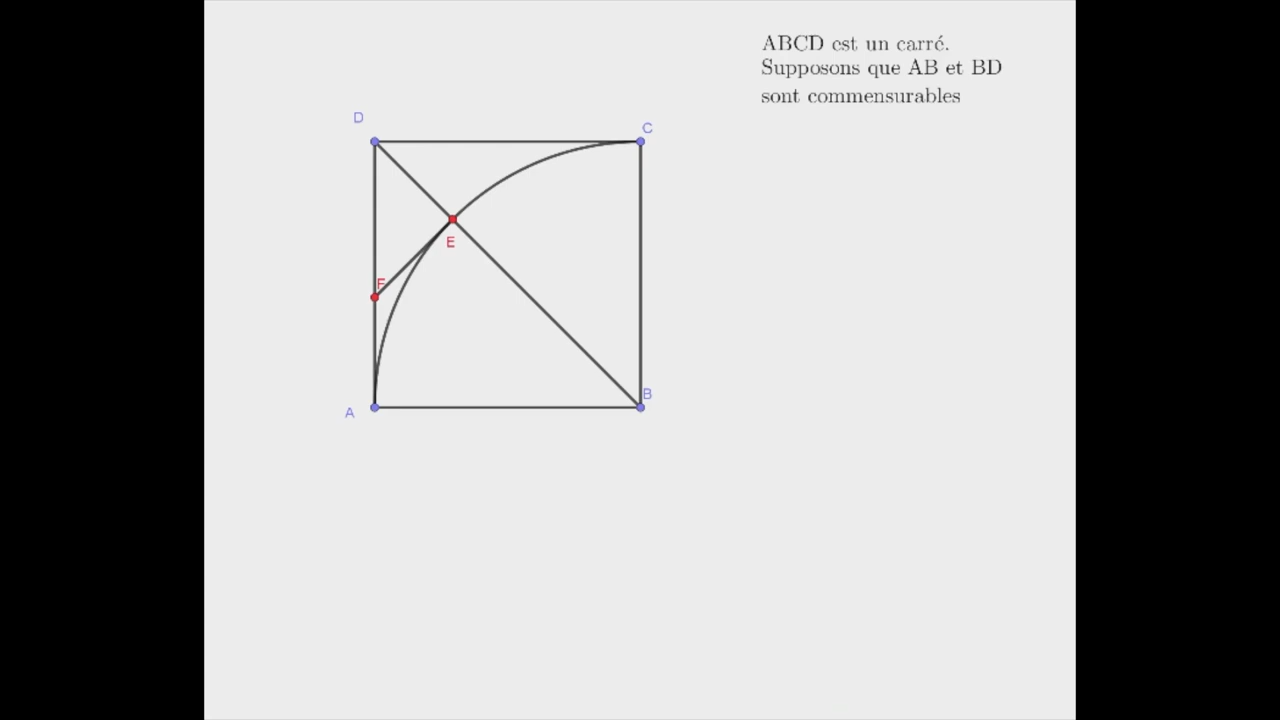 ABCD est un carré.
Supposons que AB et BD
sont commensurables
D
C
E
F
B
A